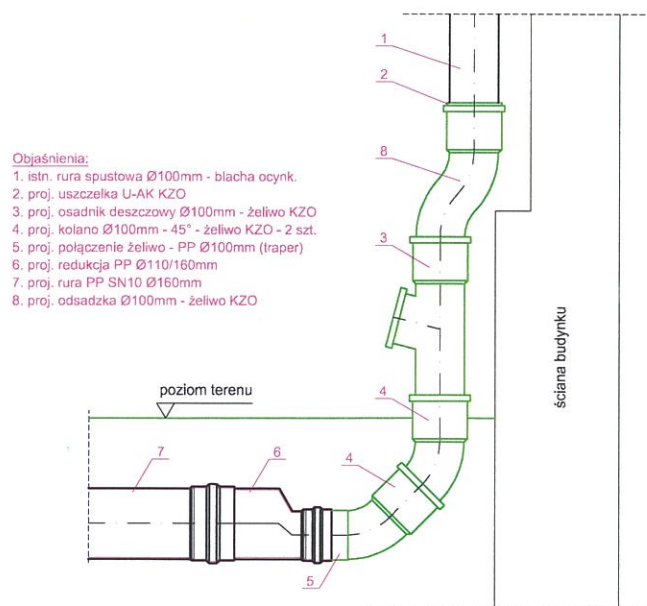 1
2
8
Objaśnienia:
1. istn. rura spustowa Ø100mm - blacha ocynk.
2. proj. uszczelka U-AK KZO
3. proj. osadnik deszczowy Ø100mm - żeliwo KZO
4. proj. kolano Ø100mm - 45° - żeliwo KZO - 2 szt.
5. proj. połączenie żeliwo - PP Ø100mm (traper)
6. proj. redukcja PP Ø110/160mm
7. proj. rura PP SN10 Ø160mm
8. proj. odsadzka Ø100mm - żeliwo KZO
3
ściana budynku
poziom terenu
4
7
6
4
5